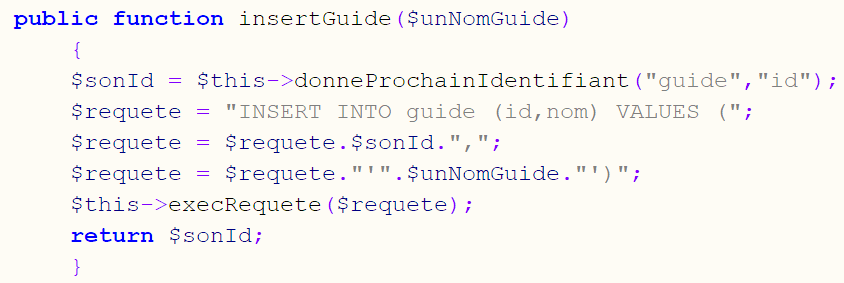 public function insertGuide($unNomGuide)
{
$sonId = $this->donneProchainIdentifiant("guide","id");
$requete = "INSERT INTO guide (id,nom) VALUES (";
$requete = $requete.$sonId.",";
$requete = $requete."'".$unNomGuide."')";
$this->execRequete($requete);
return $sonId;
}